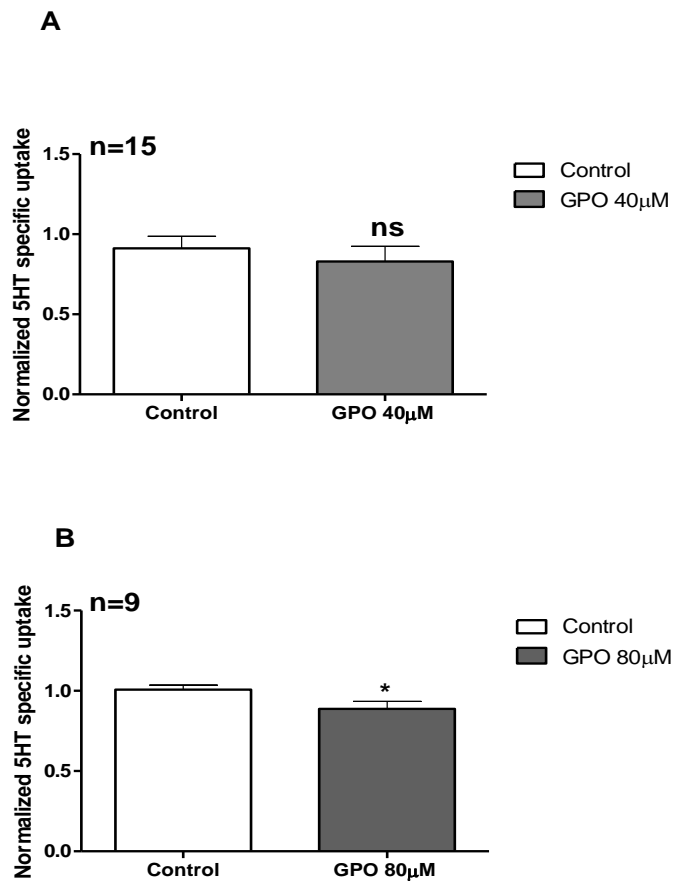 A
n=15
Normalized 5HT specific uptake
1.5
1.0
0.5
0.0
ns
Control
GPO 40μM
Control
GPO 40μM
B
n=9
Normalized 5HT specific uptake
1.5
1.0
0.5
0.0
*
Control
GPO 80μM
Control
GPO 80μM